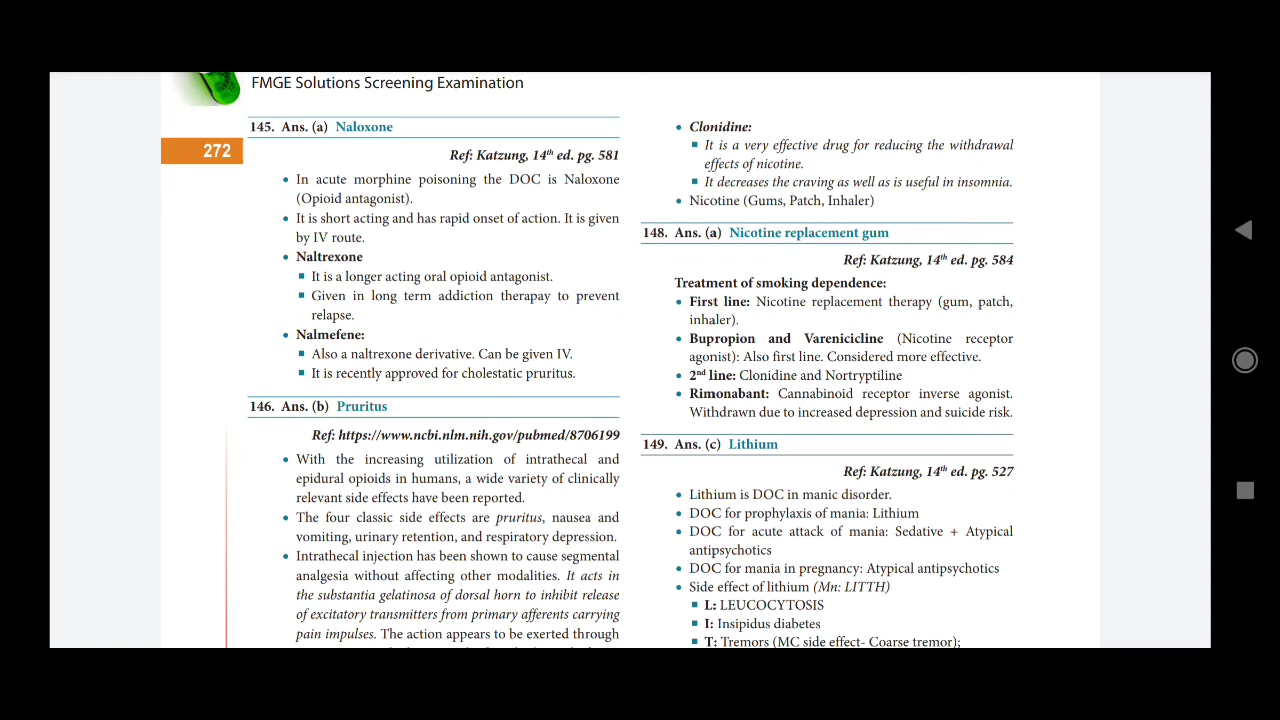 FMGE Solutions Screening Examination
272
145. Ans. (a) Naloxone
Ref: Katzung, 14th ed. pg. 581
• In acute morphine poisoning the DOC is Naloxone
(Opioid antagonist).
• It is short acting and has rapid onset of action. It is given
by IV route.
• Naltrexone
■ It is a longer acting oral opioid antagonist.
■ Given in long term addiction therapay to prevent
relapse.
• Nalmefene:
■ Also a naltrexone derivative. Can be given IV.
■ It is recently approved for cholestatic pruritus.
146. Ans. (b) Pruritus
Ref: https://www.ncbi.nlm.nih.gov/pubmed/8706199
• With the increasing utilization of intrathecal and
epidural opioids in humans, a wide variety of clinically
relevant side effects have been reported.
• The four classic side effects are pruritus, nausea and
vomiting, urinary retention, and respiratory depression.
• Intrathecal injection has been shown to cause segmental
analgesia without affecting other modalities. It acts in
the substantia gelatinosa of dorsal horn to inhibit release
of excitatory transmitters from primary afferents carrying
pain impulses. The action appears to be exerted through
• Clonidine:
■ It is a very effective drug for reducing the withdrawal
effects of nicotine.
■ It decreases the craving as well as is useful in insomnia.
• Nicotine (Gums, Patch, Inhaler)
148. Ans. (a) Nicotine replacement gum
Ref: Katzung, 14th ed. pg. 584
Treatment of smoking dependence:
• First line: Nicotine replacement therapy (gum, patch,
inhaler).
• Bupropion and Varenicicline (Nicotine receptor
agonist): Also first line. Considered more effective.
• 2nd line: Clonidine and Nortryptiline
• Rimonabant: Cannabinoid receptor inverse agonist.
Withdrawn due to increased depression and suicide risk.
149. Ans. (c) Lithium
Ref: Katzung, 14th ed. pg. 527
• Lithium is DOC in manic disorder.
• DOC for prophylaxis of mania: Lithium
• DOC for acute attack of mania: Sedative + Atypical
antipsychotics
• DOC for mania in pregnancy: Atypical antipsychotics
• Side effect of lithium (Mn: LITTH)
■ L: LEUCOCYTOSIS
■ I: Insipidus diabetes
■ T: Tremors (MC side effect- Coarse tremor);